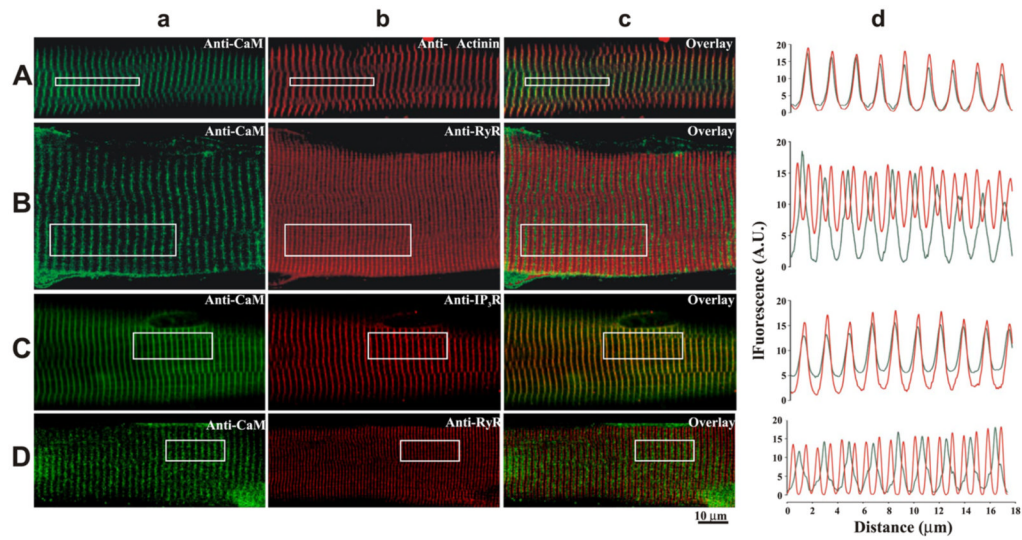 a b c d
A Anti-CaM Anti- Actinin Overlay
20
15
10
5
0
B Anti-CaM Anti-RyR Overlay
20
15
10
5
0
lFuorescence (A.U.)
C Anti-CaM Anti-IP3R Overlay
20
15
10
5
0
D Anti-CaM Anti-RyR Overlay
20
15
10
5
0
0 2 4 6 8 10 12 14 16 18
10 µm
Distance (µm)